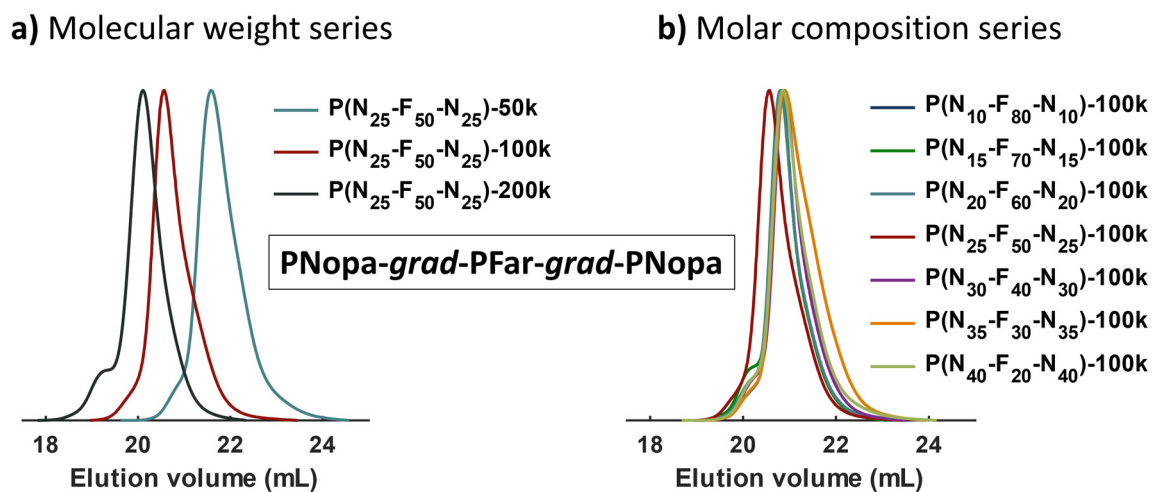 a) Molecular weight series
P(N25-F50-N25)-50k
P(N25-F50-N25)-100k
P(N25-F50-N25)-200k
18 20 22 24
Elution volume (mL)
PNopa-grad-PFar-grad-PNopa
b) Molar composition series
P(N10-F80-N10)-100k
P(N15-F70-N15)-100k
P(N20-F60-N20)-100k
P(N25-F50-N25)-100k
P(N30-F40-N30)-100k
P(N35-F30-N35)-100k
P(N40-F20-N40)-100k
18 20 22 24
Elution volume (mL)